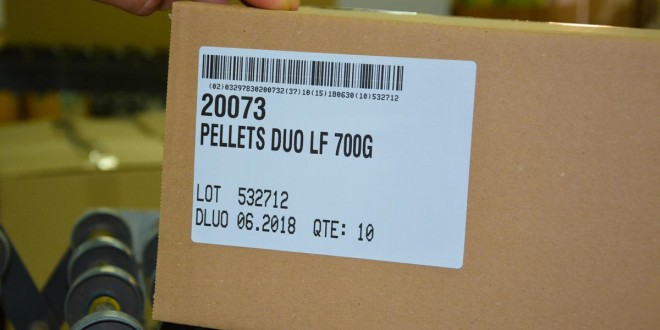 (02)03297830200732(37)10(15)180630(10)532712
20073
PELLETS DUO LF 700G
LOT 532712
DLUO 06.2018 QTE: 10